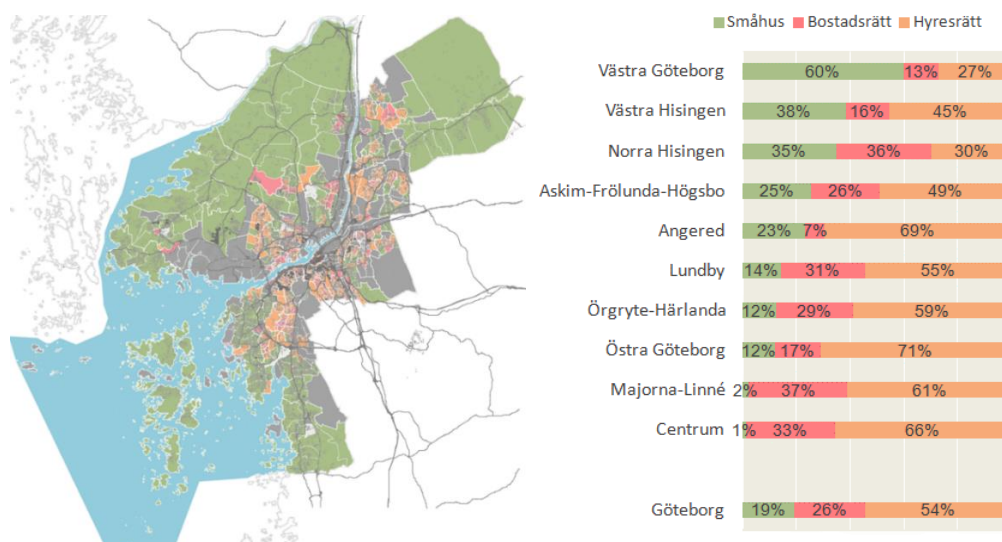 Småhus Bostadsrätt Hyresrätt
Västra Göteborg 60% 13% 27%
Västra Hisingen 38% 16% 45%
Norra Hisingen 35% 36% 30%
Askim-Frölunda-Högsbo 25% 26% 49%
Angered 23% 7% 69%
Lundby 14% 31% 55%
Örgryte-Härlanda 12% 29% 59%
Östra Göteborg 12% 17% 71%
Majorna-Linné 2% 37% 61%
Centrum 1% 33% 66%
Göteborg 19% 26% 54%